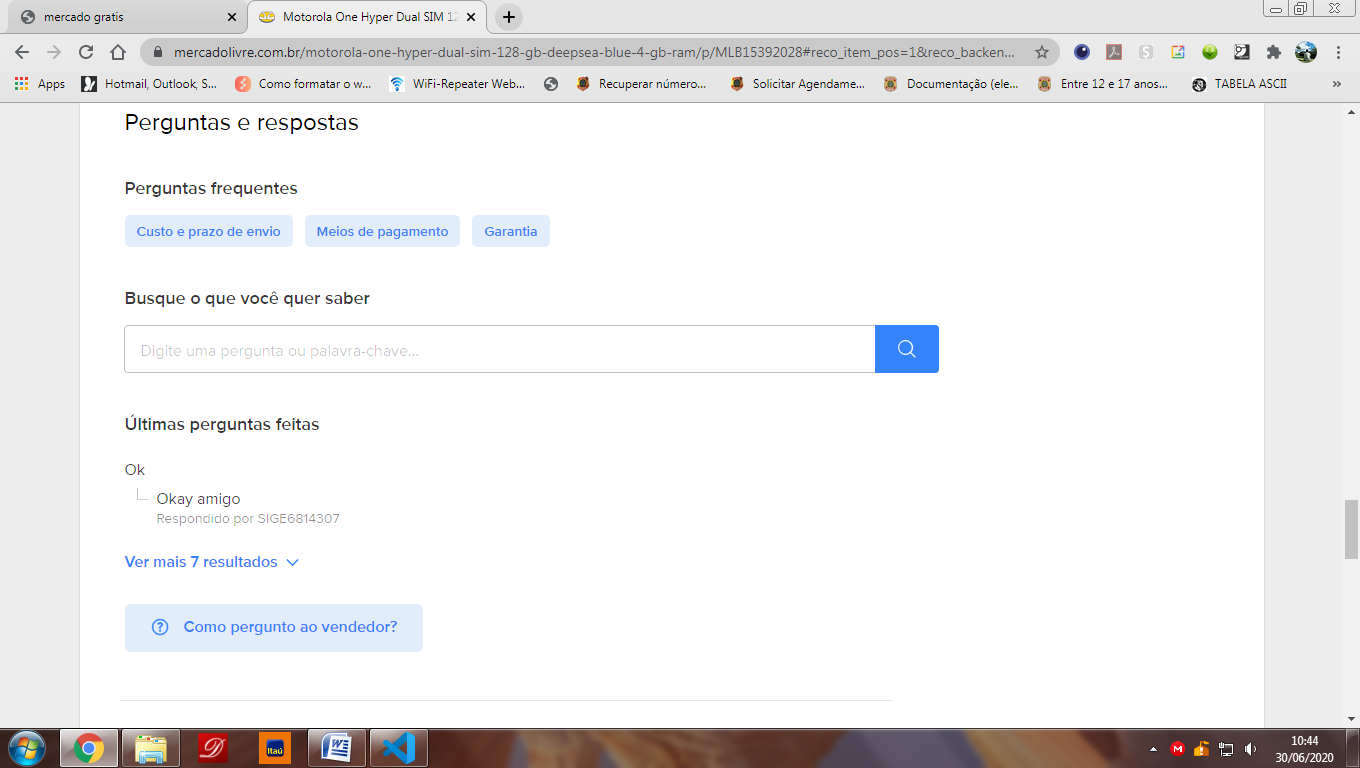 mercado gratis
Motorola One Hyper Dual SIM 12
mercadolivre.com.br/motorola-one-hyper-dual-sim-128-gb-deepsea-blue-4-gb-ram/p/MLB15392028#reco_item_pos=1&reco_backen...
Apps
Hotmail, Outlook, S...
Como formatar o w...
WiFi-Repeater Web...
Recuperar número...
Solicitar Agendame...
Documentação (ele...
Entre 12 e 17 anos...
TABELA ASCII
»
Perguntas e respostas
Perguntas frequentes
Custo e prazo de envio
Meios de pagamento
Garantia
Busque o que você quer saber
Digite uma pergunta ou palavra-chave...
Últimas perguntas feitas
Ok
Okay amigo
Respondido por SIGE6814307
Ver mais 7 resultados
Como pergunto ao vendedor?
Itaú
10:44
30/06/2020